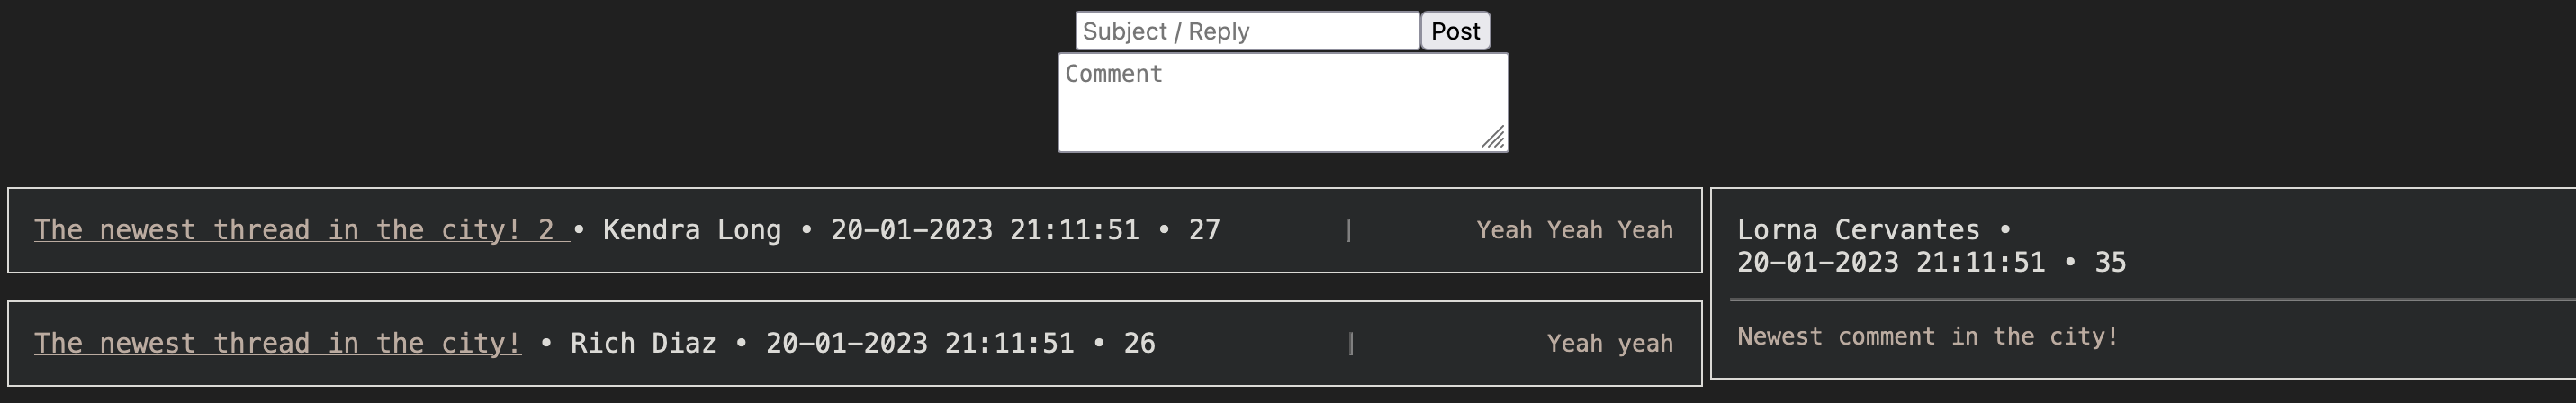 Subject / Reply Post
Comment
The newest thread in the city! 2 • Kendra Long • 20-01-2023 21:11:51 • 27 | Yeah Yeah Yeah
The newest thread in the city! • Rich Diaz • 20-01-2023 21:11:51 • 26 | Yeah yeah
Lorna Cervantes •
20-01-2023 21:11:51 • 35
Newest comment in the city!